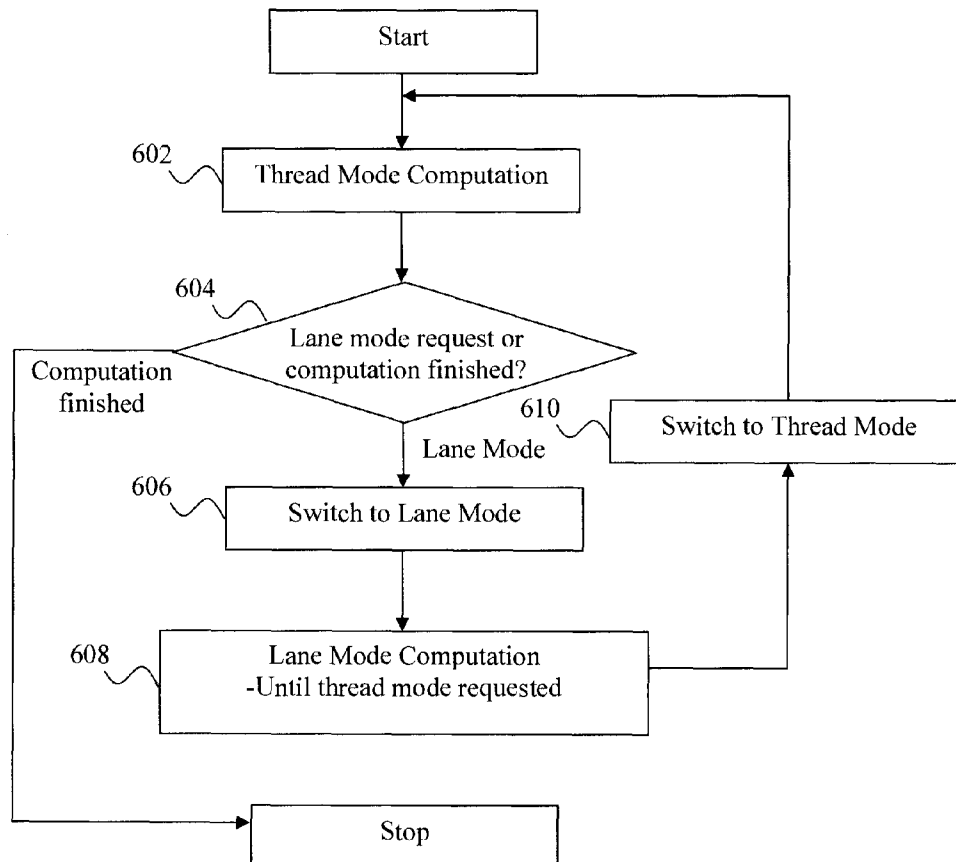 Start
602
Thread Mode Computation
604
Lane mode request or
computation finished?
Computation
finished
610
Switch to Thread Mode
Lane Mode
606
Switch to Lane Mode
608
Lane Mode Computation
-Until thread mode requested
Stop